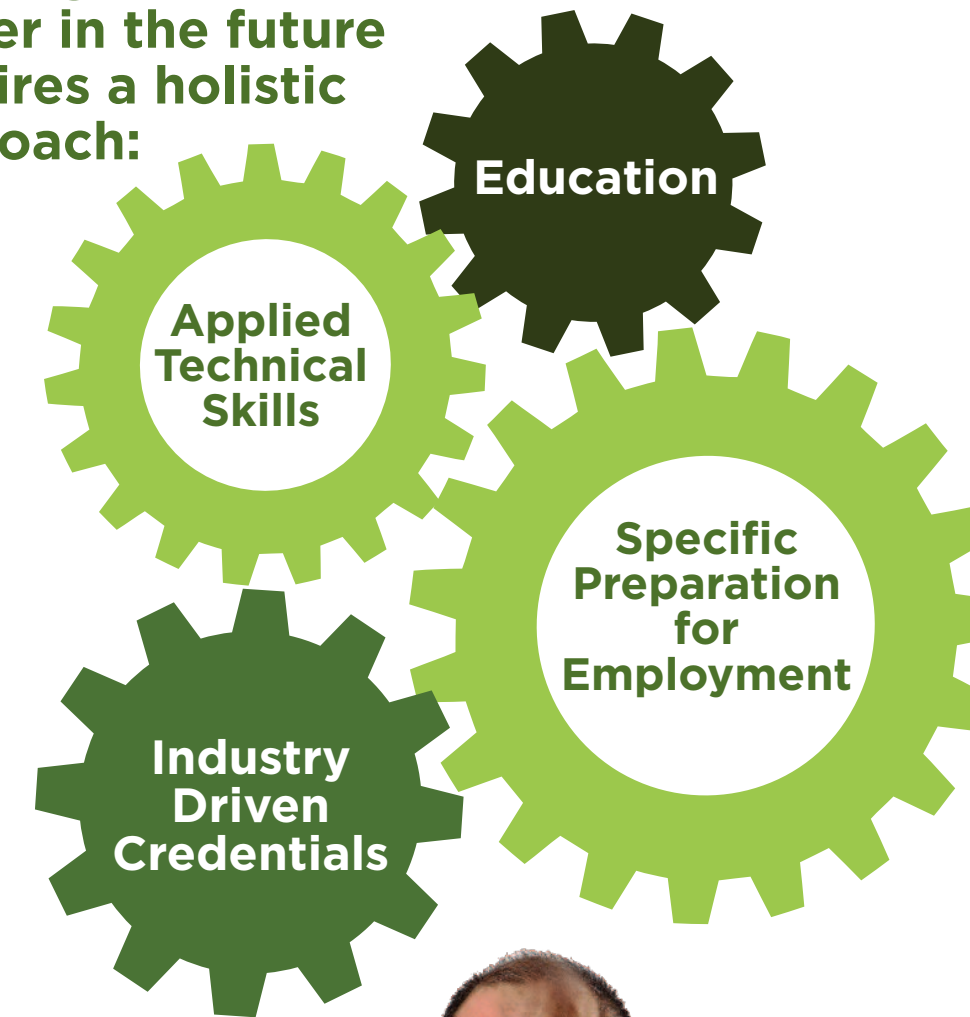 er in the future
ires a holistic
oach:
Education
Applied
Technical
Skills
Specific
Preparation
for
Employment
Industry
Driven
Credentials